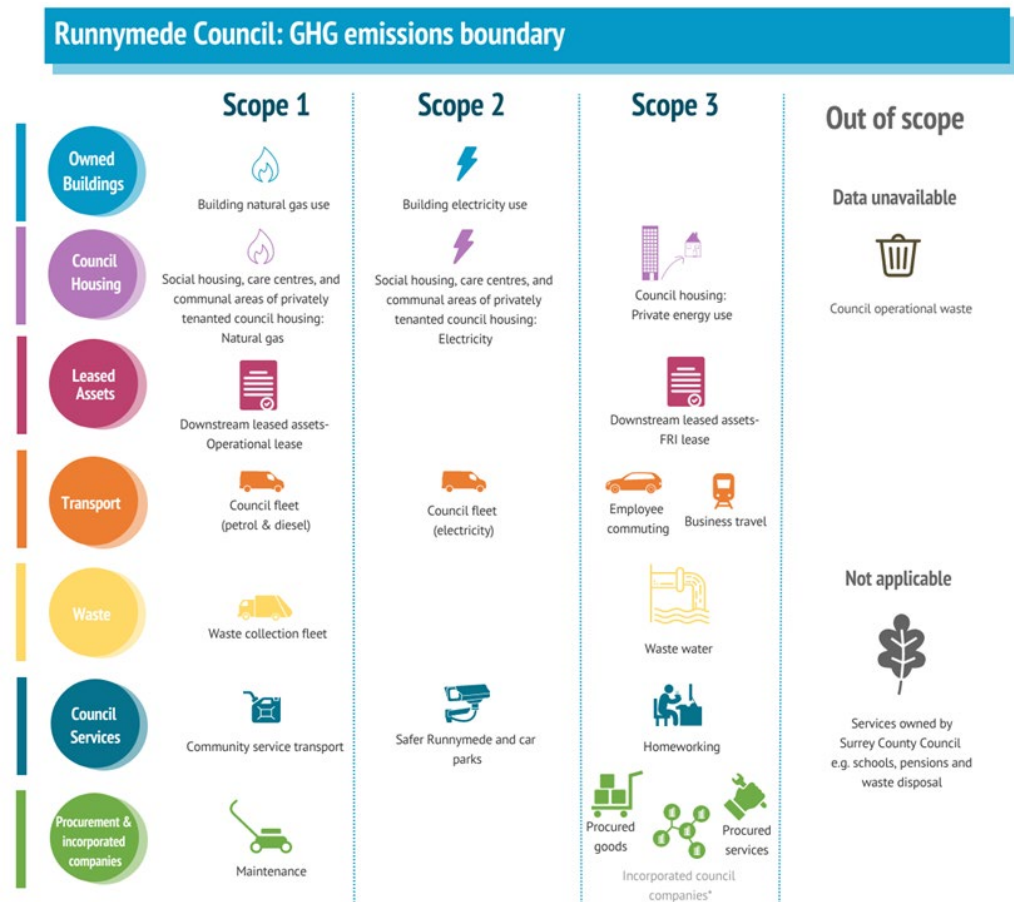 Runnymede Council: GHG emissions boundary
Scope 1
Scope 2
Scope 3
Out of scope
Owned
Buildings
Building natural gas use
Building electricity use
Data unavailable
Council
Housing
Social housing, care centres, and
communal areas of privately
tenanted council housing:
Natural gas
Social housing, care centres, and
communal areas of privately
tenanted council housing:
Electricity
Council housing:
Private energy use
Council operational waste
Leased
Assets
Downstream leased assets-
Operational lease
Downstream leased assets-
FRI lease
Transport
Council fleet
(petrol & diesel)
Council fleet
(electricity)
Employee
commuting
Business travel
Not applicable
Waste
Waste collection fleet
Waste water
Council
Services
Community service transport
Safer Runnymede and car
parks
Homeworking
Services owned by
Surrey County Council
e.g. schools, pensions and
waste disposal
Procurement &
incorporated
companies
Maintenance
Procured
goods
Procured
services
Incorporated council
companies*